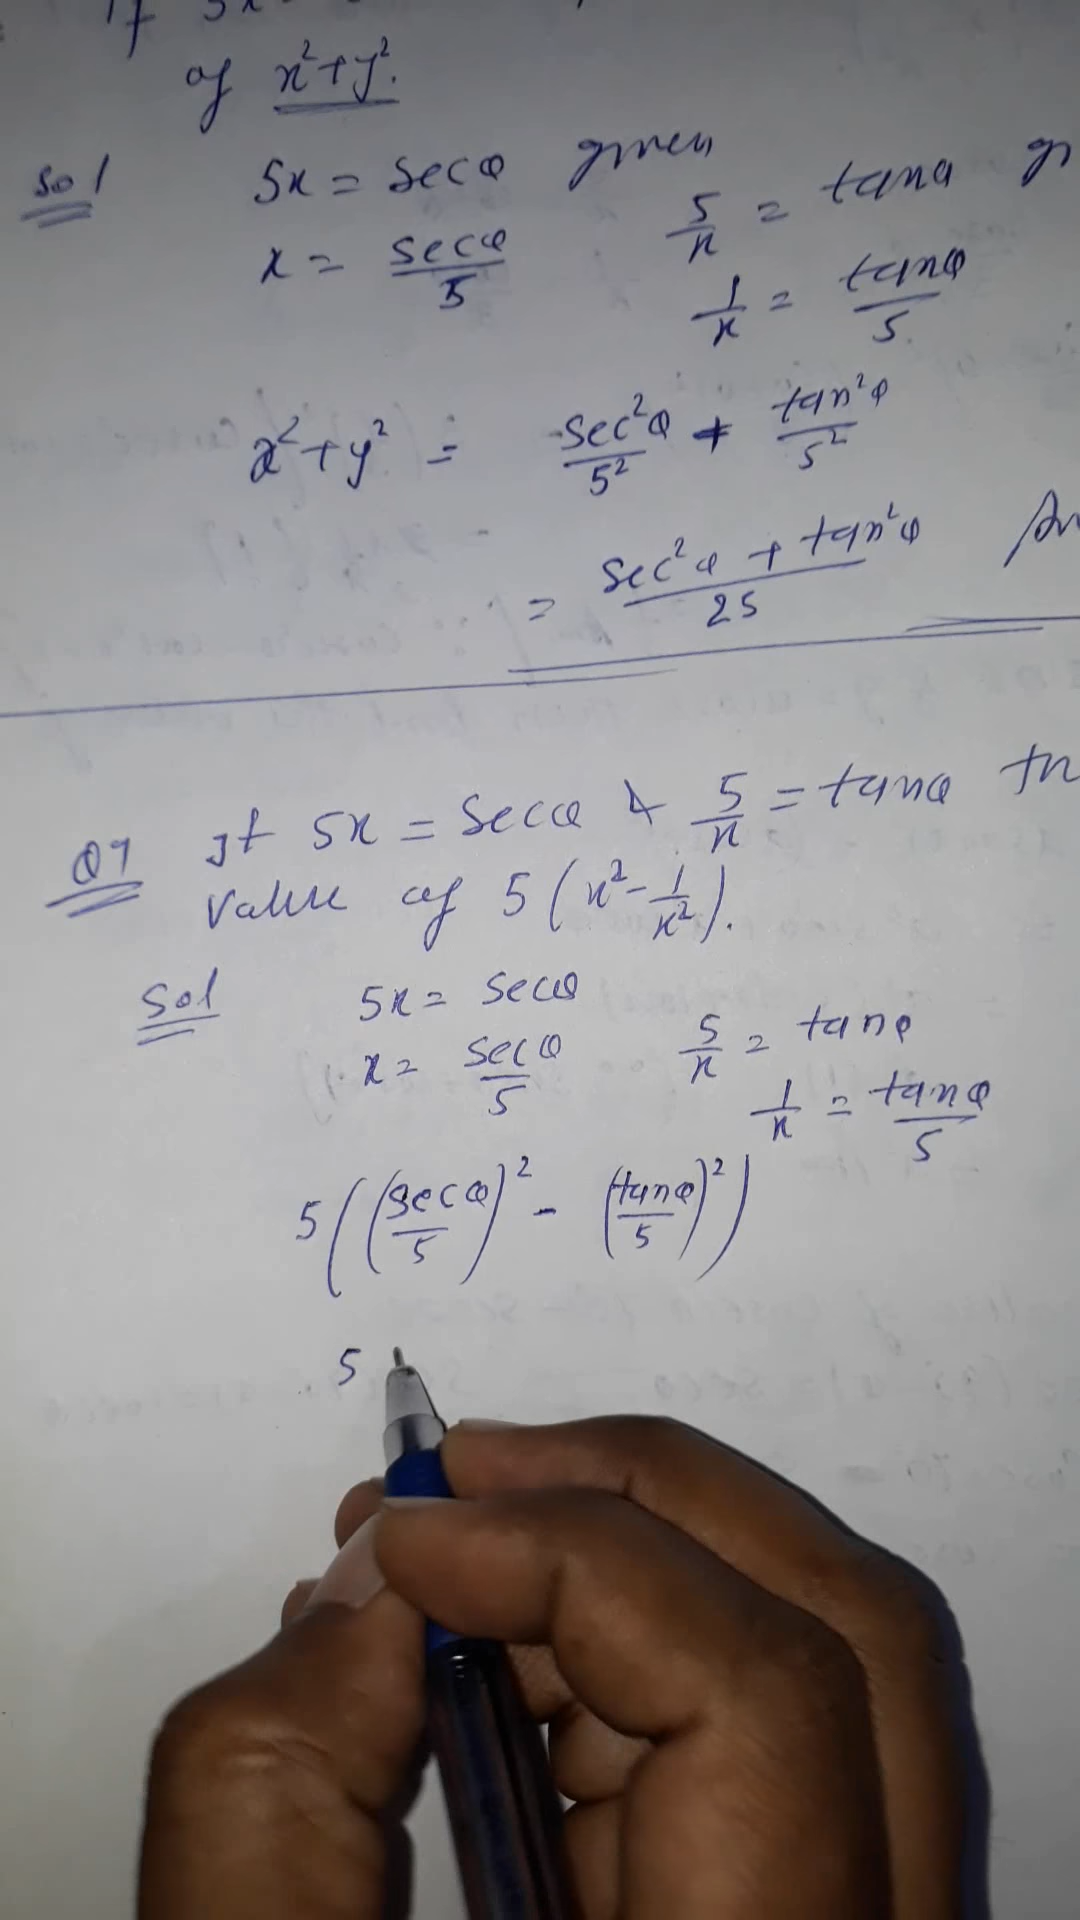 of x²+y².
Sol 5x = secθ given
5/x = tanθ
x = secθ/5
1/x = tanθ/5
x²+y² = sec²θ/5² + tan²θ/5²
= sec²θ + tan²θ/25
Q7 If 5x = secθ & 5/x = tanθ
value of 5(x²-1/x²).
Sol 5x = secθ
5/x = tanθ
x = secθ/5
1/x = tanθ/5
5((secθ/5)² - (tanθ/5)²)
5